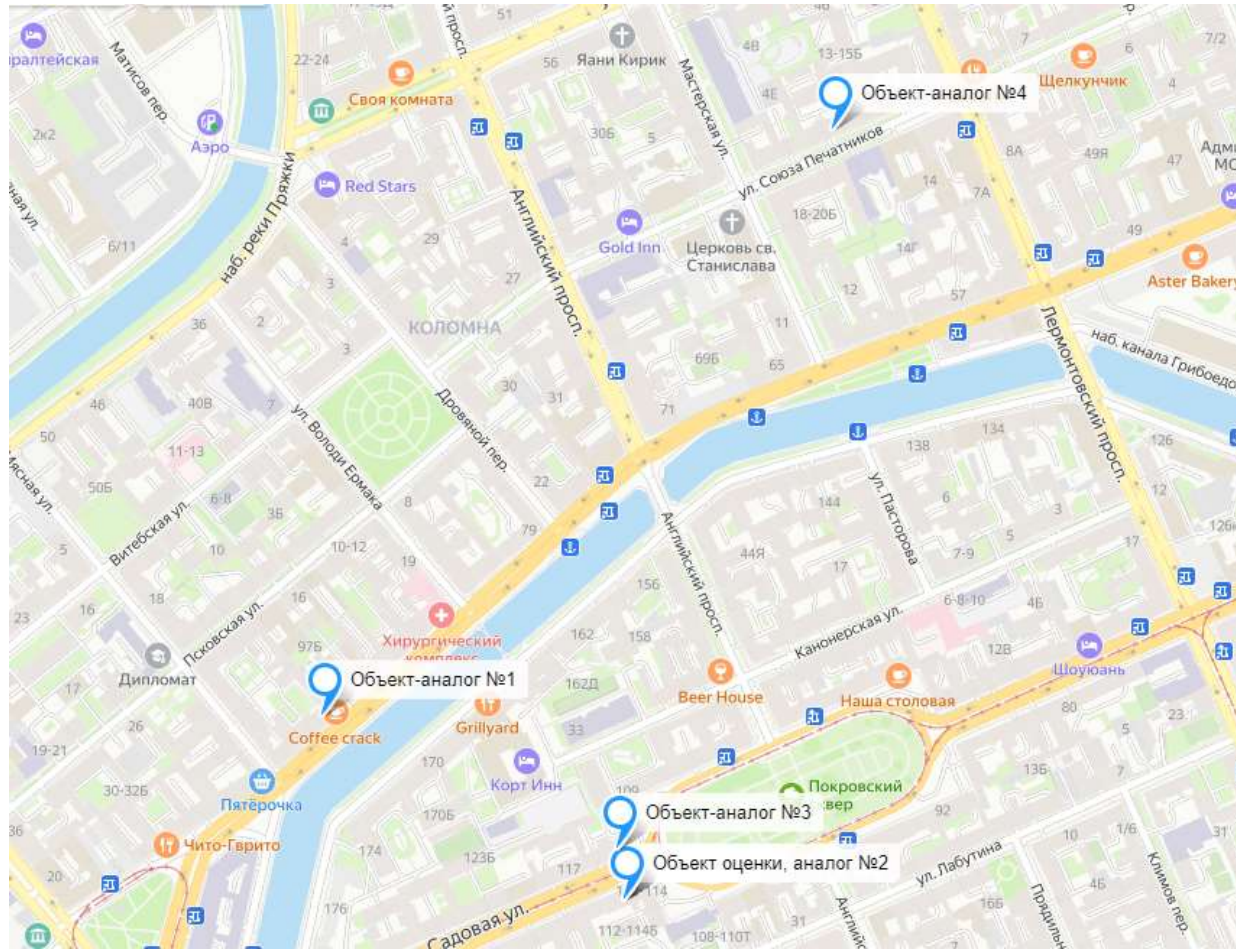 51
22-24
Матисов пер.
56
Яани Кирик
4В
13-15Б
7/2
6
Щелкунчик
4
Своя комната
Мастерская ул.
Объект-аналог №4
4Е
2к2
Аэро
30Б
ул. Союза Печатников
8А
49Я
47
Red Stars
наб. реки Пряжки
Английский просп.
14
7А
18-20Б
6/11
4
29
Gold Inn
Церковь св.
Станислава
14Г
49
Aster Bakery
27
3
12
57
КОЛОМНА
36
2
3
11
Лермонтовский просп.
69Б
65
30
31
71
46
40В
7
ул. Володи Ермака
Дровяной пер.
50
11-13
134
138
126
Мясная ул.
50Б
6-8
3Б
8
22
ул. Пасторова
6
12
Витебская ул.
79
144
5
5
10
10-12
Английский просп.
3
44Я
17
7-9
17
19
23
16
18
16
156
Канонерская ул.
6-8-10
4Б
Псковская ул.
Хирургический
комплекс
162
158
97Б
12В
Шоуюань
Дипломат
Объект-аналог №1
162Д
Beer House
Наша столовая
17
Grillyard
80
23
26
Coffee crack
33
5
19-21
170
Корт Инн
13Б
7
30-32Б
Пятёрочка
109
Покровский
сквер
170Б
Объект-аналог №3
92
10
1/6
31
36
Чито-Гврито
174
123Б
117
Объект оценки, аналог №2
ул. Лабутина
20
114
4Б
Климов пер.
176
Садовая ул.
16Б
112-114Б
108-110Т
31